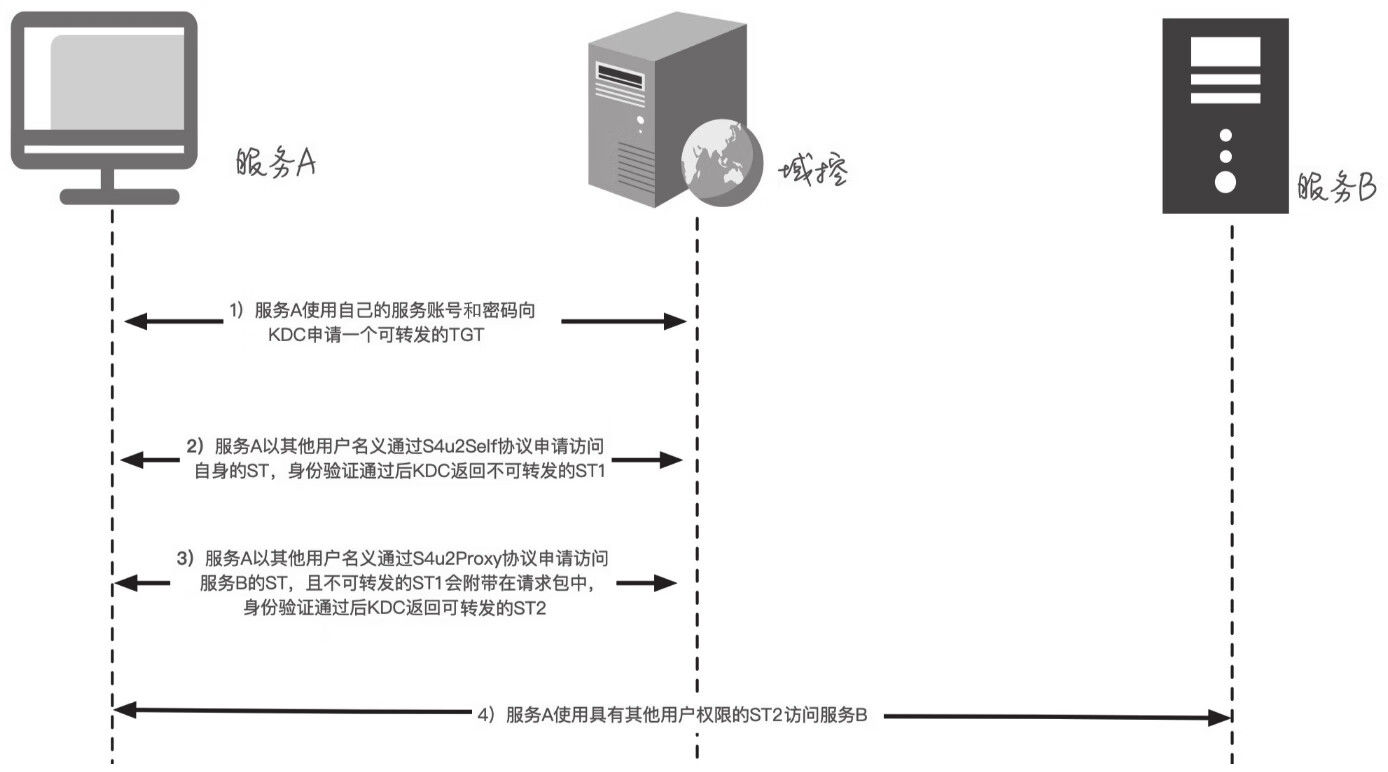 服务A
域控
服务B
1）服务A使用自己的服务账号和密码向
KDC申请一个可转发的TGT
2）服务A以其他用户名义通过S4u2Self协议申请访问
自身的ST，身份验证通过后KDC返回不可转发的ST1
3）服务A以其他用户名义通过S4u2Proxy协议申请访问
服务B的ST，且不可转发的ST1会附带在请求包中，
身份验证通过后KDC返回可转发的ST2
4）服务A使用具有其他用户权限的ST2访问服务B